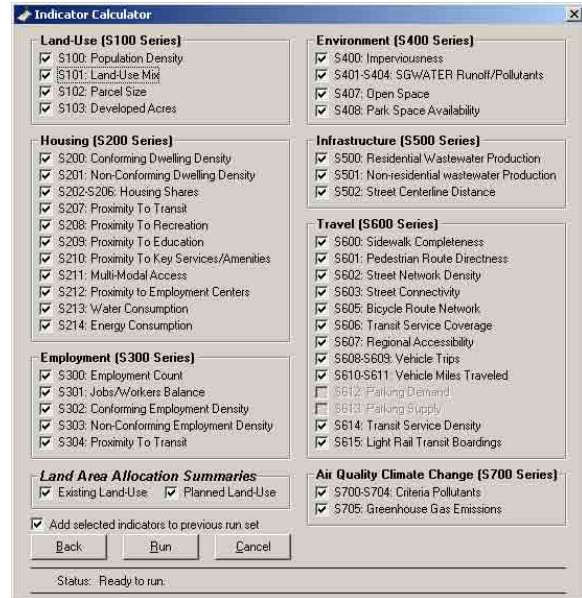 Indicator Calculator
Land-Use (S100 Series)
S100: Population Density
S101: Land-Use Mix
S102: Parcel Size
S103: Developed Acres
Housing (S200 Series)
S200: Conforming Dwelling Density
S201: Non-Conforming Dwelling Density
S202-S206: Housing Shares
S207: Proximity To Transit
S208: Proximity To Recreation
S209: Proximity To Education
S210: Proximity To Key Services/Amenities
S211: Multi-Modal Access
S212: Proximity to Employment Centers
S213: Water Consumption
S214: Energy Consumption
Employment (S300 Series)
S300: Employment Count
S301: Jobs/Workers Balance
S302: Conforming Employment Density
S303: Non-Conforming Employment Density
S304: Proximity To Transit
Land Area Allocation Summaries
Existing Land-Use Planned Land-Use
Add selected indicators to previous run set
Back Run Cancel
Status: Ready to run.
Environment (S400 Series)
S400: Imperviousness
S401-S404: SGWATER Runoff/Pollutants
S407: Open Space
S408: Park Space Availability
Infrastructure (S500 Series)
S500: Residential Wastewater Production
S501: Non-residential wastewater Production
S502: Street Centerline Distance
Travel (S600 Series)
S600: Sidewalk Completeness
S601: Pedestrian Route Directness
S602: Street Network Density
S603: Street Connectivity
S605: Bicycle Route Network
S606: Transit Service Coverage
S607: Regional Accessibility
S608-S609: Vehicle Trips
S610-S611: Vehicle Miles Traveled
S612: Parking Demand
S613: Parking Supply
S614: Transit Service Density
S615: Light Rail Transit Boardings
Air Quality Climate Change (S700 Series)
S700-S704: Criteria Pollutants
S705: Greenhouse Gas Emissions